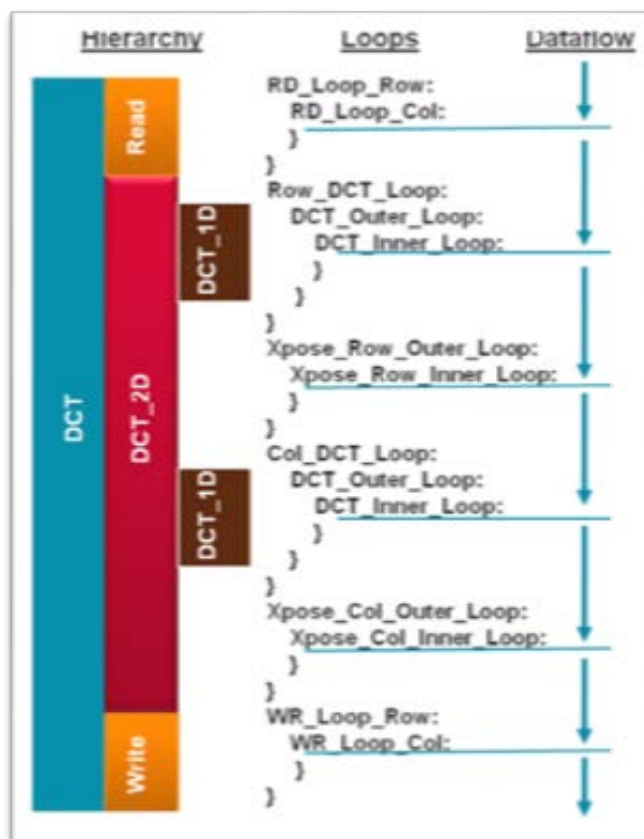 Hierarchy Loops Dataflow
DCT
Read
DCT_2D
DCT_1D
DCT_1D
Write
RD_Loop_Row:
RD_Loop_Col:
}
}
Row_DCT_Loop:
DCT_Outer_Loop:
DCT_Inner_Loop:
}
}
}
Xpose_Row_Outer_Loop:
Xpose_Row_Inner_Loop:
}
}
Col_DCT_Loop:
DCT_Outer_Loop:
DCT_Inner_Loop:
}
}
}
Xpose_Col_Outer_Loop:
Xpose_Col_Inner_Loop:
}
}
WR_Loop_Row:
WR_Loop_Col:
}
}